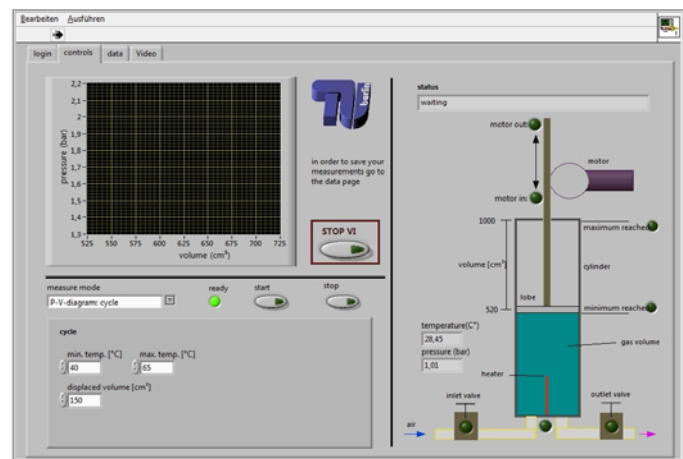 Bearbeiten Ausführen
login controls data Video
2,2
2
1,9
1,8
1,7
1,6
1,5
1,4
1,3
pressure (bar)
525 550 575 600 625 650 675 700 725
volume (cm³)
berlin
in order to save your
measurements go to
the data page
STOP VI
measure mode
P-V-diagram: cycle
ready
start
stop
cycle
min. temp. [°C]
40
max. temp. [°C]
65
displaced volume [cm³]
150
status
waiting
motor out
motor
motor in
1000
maximum reached
volume [cm³]
cylinder
lobe
520
minimum reached
temperature(C°)
28,45
pressure (bar)
1,01
gas volume
heater
inlet valve
outlet valve
air